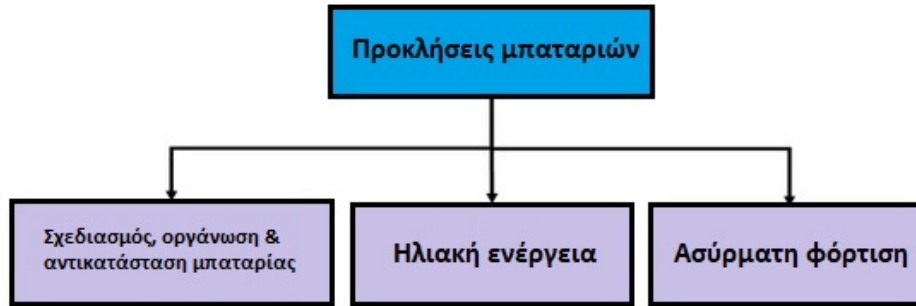 Προκλήσεις μπαταριών
Σχεδιασμός, οργάνωση &
αντικατάσταση μπαταρίας
Ηλιακή ενέργεια
Ασύρματη φόρτιση